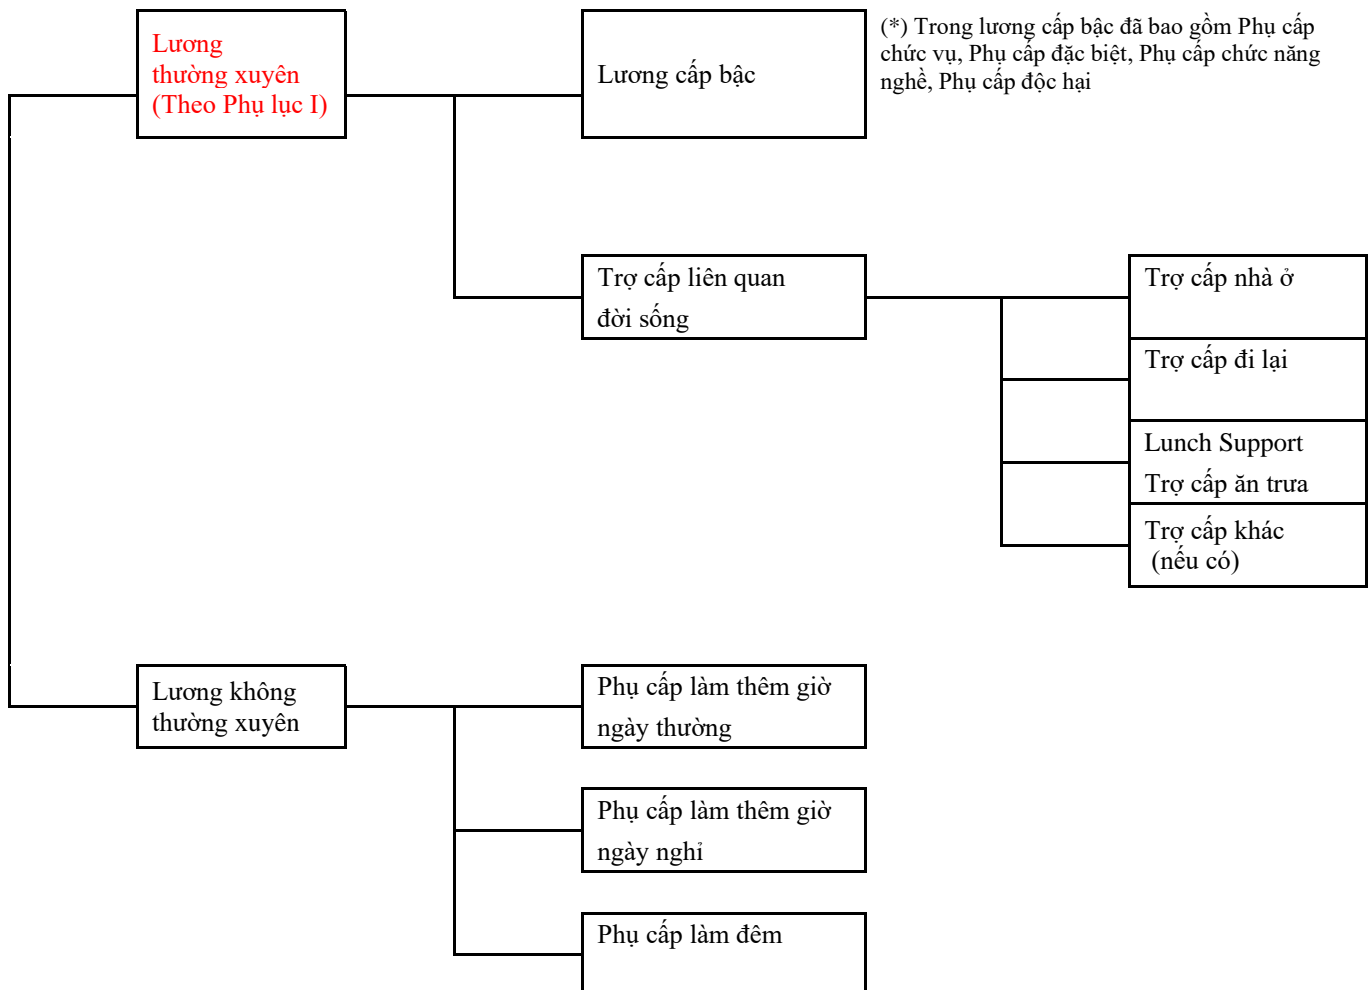 Lương
thường xuyên
(Theo Phụ lục I)
Lương cấp bậc
(*) Trong lương cấp bậc đã bao gồm Phụ cấp
chức vụ, Phụ cấp đặc biệt, Phụ cấp chức năng
nghề, Phụ cấp độc hại
Trợ cấp liên quan
đời sống
Trợ cấp nhà ở
Trợ cấp đi lại
Lunch Support
Trợ cấp ăn trưa
Trợ cấp khác
(nếu có)
Lương không
thường xuyên
Phụ cấp làm thêm giờ
ngày thường
Phụ cấp làm thêm giờ
ngày nghỉ
Phụ cấp làm đêm